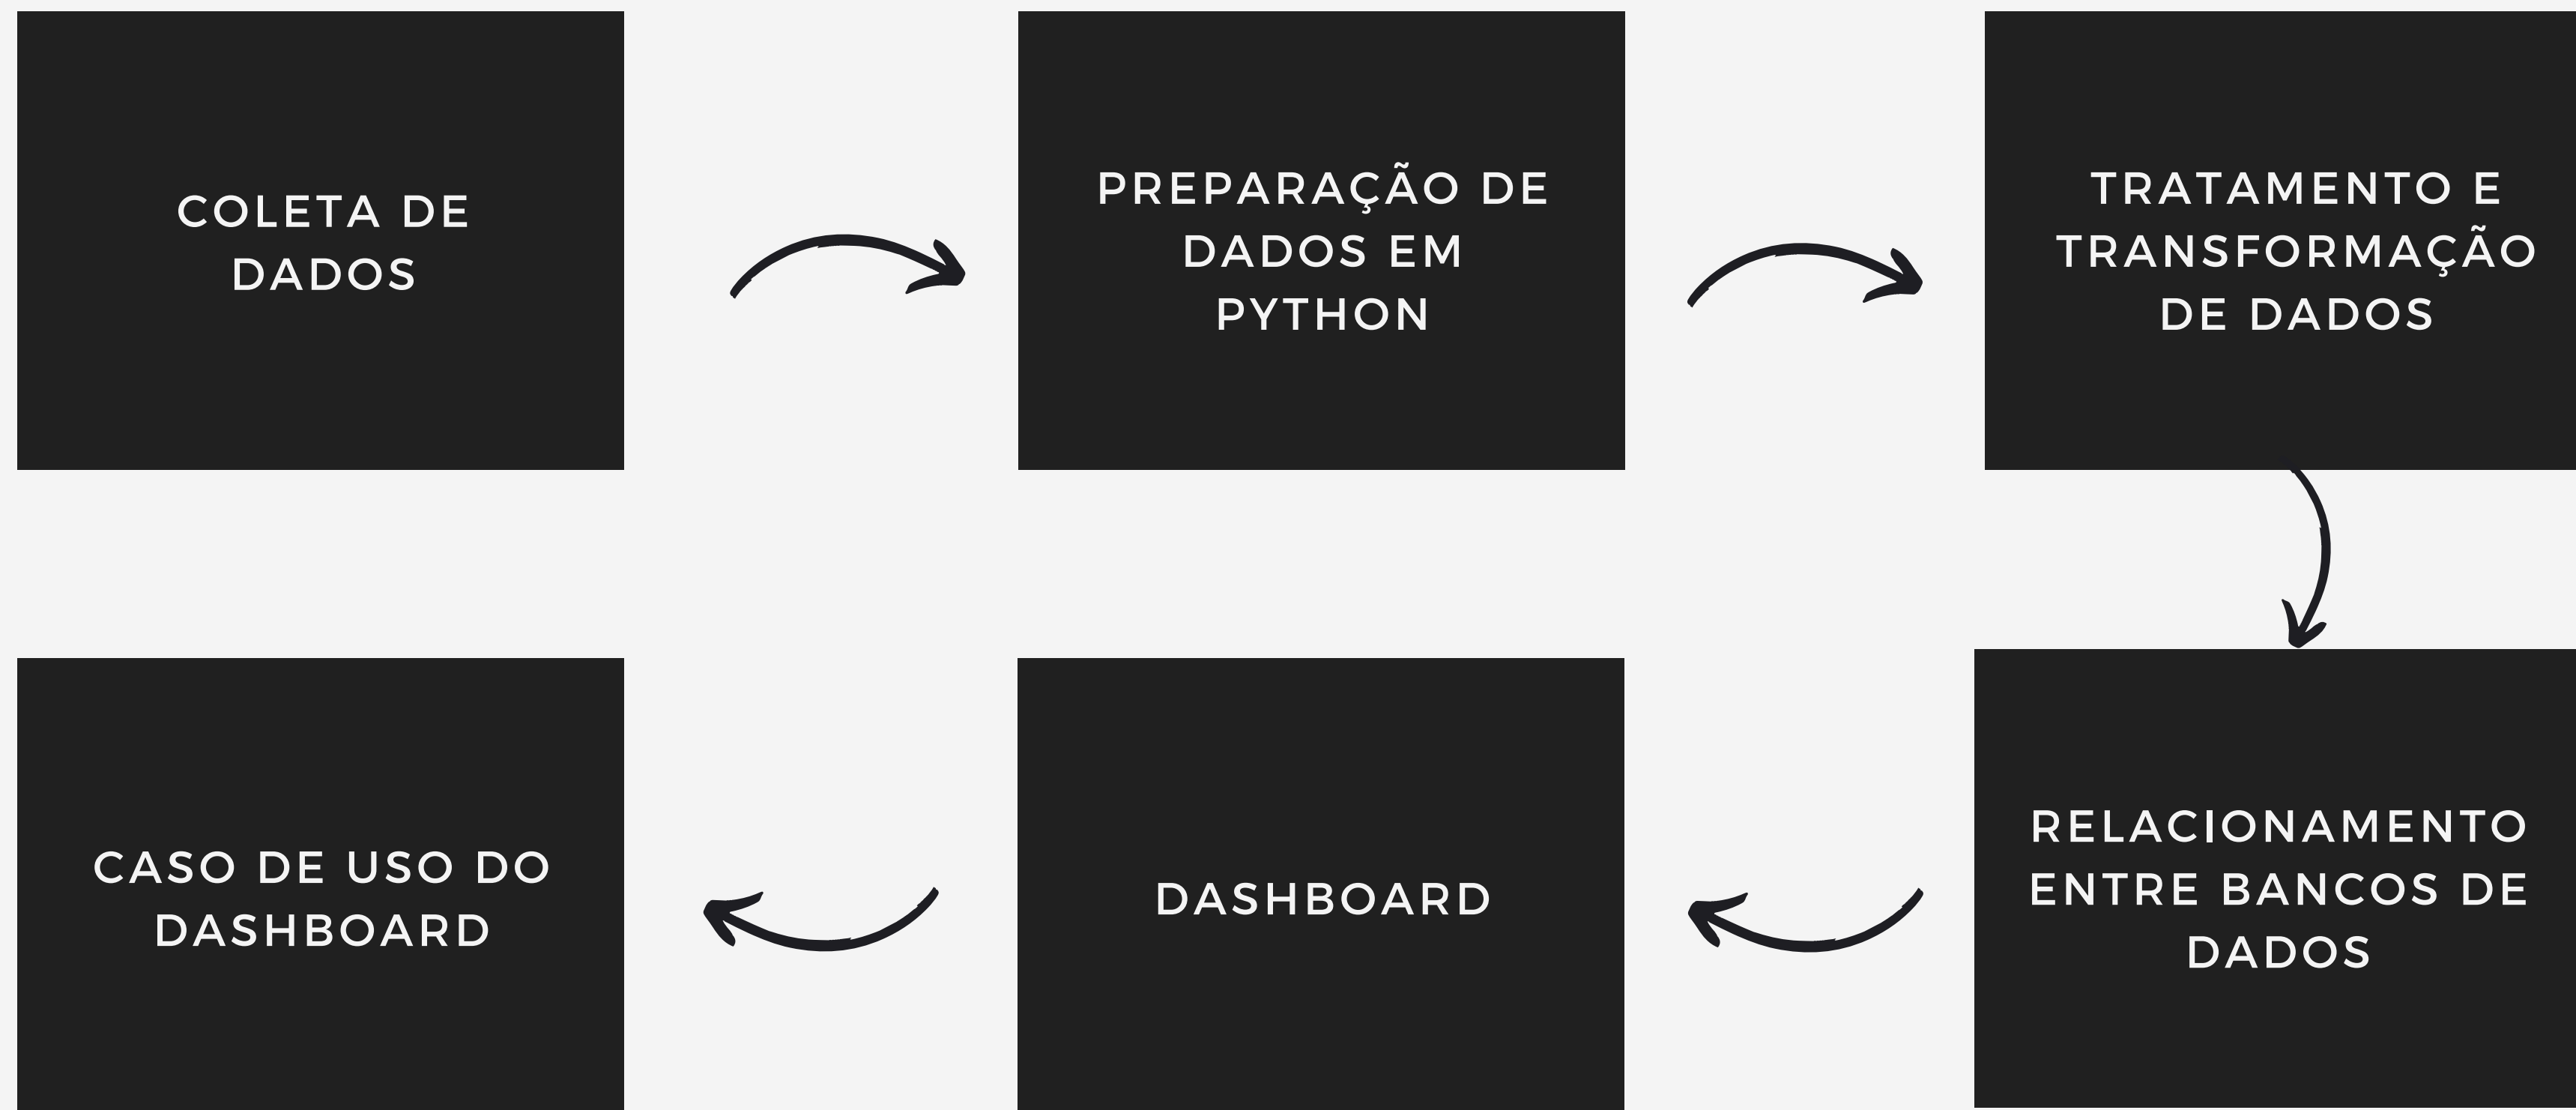 COLETA DE
DADOS
PREPARAÇÃO DE
DADOS EM
PYTHON
TRATAMENTO E
TRANSFORMAÇÃO
DE DADOS
RELACIONAMENTO
ENTRE BANCOS DE
DADOS
DASHBOARD
CASO DE USO DO
DASHBOARD